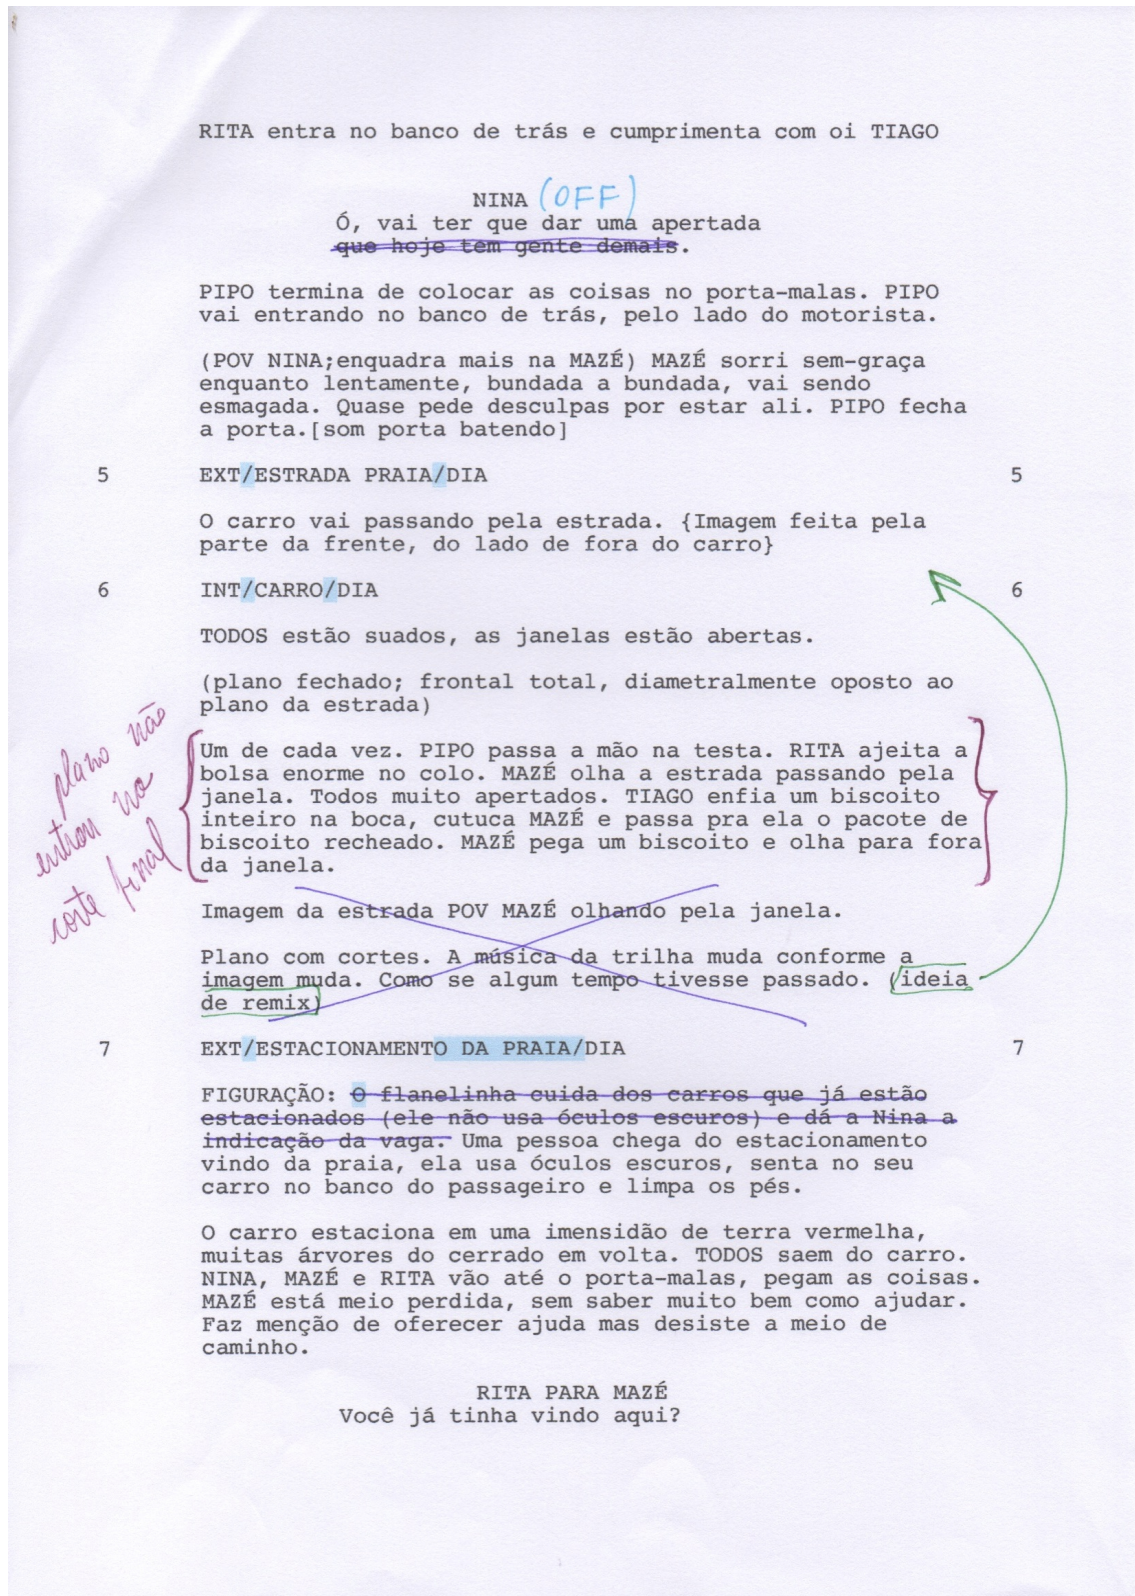 RITA entra no banco de trás e cumprimenta com oi TIAGO
NINA (OFF)
Ó, vai ter que dar uma apertada
que hoje tem gente demais.
PIPO termina de colocar as coisas no porta-malas. PIPO
vai entrando no banco de trás, pelo lado do motorista.
(POV NINA;enquadra mais na MAZÉ) MAZÉ sorri sem-graça
enquanto lentamente, bundada a bundada, vai sendo
esmagada. Quase pede desculpas por estar ali. PIPO fecha
a porta.[som porta batendo]
5 EXT/ESTRADA PRAIA/DIA 5
O carro vai passando pela estrada. {Imagem feita pela
parte da frente, do lado de fora do carro}
6 INT/CARRO/DIA 6
TODOS estão suados, as janelas estão abertas.
(plano fechado; frontal total, diametralmente oposto ao
plano da estrada)
plano não
entrou no
corte final
Um de cada vez. PIPO passa a mão na testa. RITA ajeita a
bolsa enorme no colo. MAZÉ olha a estrada passando pela
janela. Todos muito apertados. TIAGO enfia um biscoito
inteiro na boca, cutuca MAZÉ e passa pra ela o pacote de
biscoito recheado. MAZÉ pega um biscoito e olha para fora
da janela.
Imagem da estrada POV MAZÉ olhando pela janela.
Plano com cortes. A música da trilha muda conforme a
imagem muda. Como se algum tempo tivesse passado. (ideia
de remix)
7 EXT/ESTACIONAMENTO DA PRAIA/DIA 7
FIGURAÇÃO: O flanelinha cuida dos carros que já estão
estacionados (ele não usa óculos escuros) e dá a Nina a
indicação da vaga. Uma pessoa chega do estacionamento
vindo da praia, ela usa óculos escuros, senta no seu
carro no banco do passageiro e limpa os pés.
O carro estaciona em uma imensidão de terra vermelha,
muitas árvores do cerrado em volta. TODOS saem do carro.
NINA, MAZÉ e RITA vão até o porta-malas, pegam as coisas.
MAZÉ está meio perdida, sem saber muito bem como ajudar.
Faz menção de oferecer ajuda mas desiste a meio de
caminho.
RITA PARA MAZÉ
Você já tinha vindo aqui?